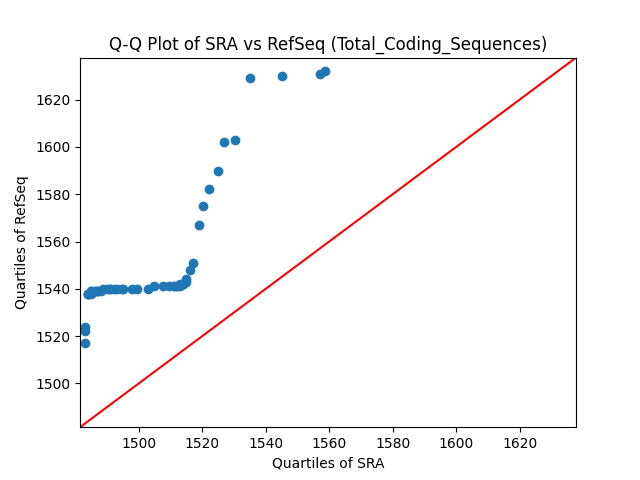 Q-Q Plot of SRA vs RefSeq (Total_Coding_Sequences)
Quartiles of RefSeq
1620
1600
1580
1560
1540
1520
1500
1500 1520 1540 1560 1580 1600 1620
Quartiles of SRA